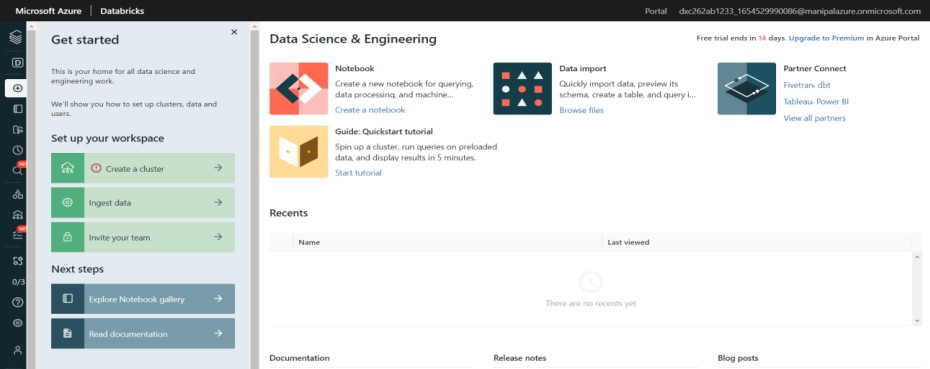 Microsoft Azure | Databricks
Portal dxc262ab1233_1654529990086@manipalazure.onmicrosoft.com
Get started
This is your home for all data science and
engineering work.
We'll show you how to set up clusters, data and
users.
Set up your workspace
Create a cluster
Ingest data
Invite your team
Next steps
Explore Notebook gallery
Read documentation
0/3
Data Science & Engineering
Free trial ends in 14 days. Upgrade to Premium in Azure Portal
Notebook
Create a new notebook for querying,
data processing, and machine...
Create a notebook
Data import
Quickly import data, preview its
schema, create a table, and query i...
Browse files
Partner Connect
Fivetran dbt
Tableau Power BI
View all partners
Guide: Quickstart tutorial
Spin up a cluster, run queries on preloaded
data, and display results in 5 minutes.
Start tutorial
Recents
Name Last viewed
There are no recents yet
Documentation Release notes Blog posts